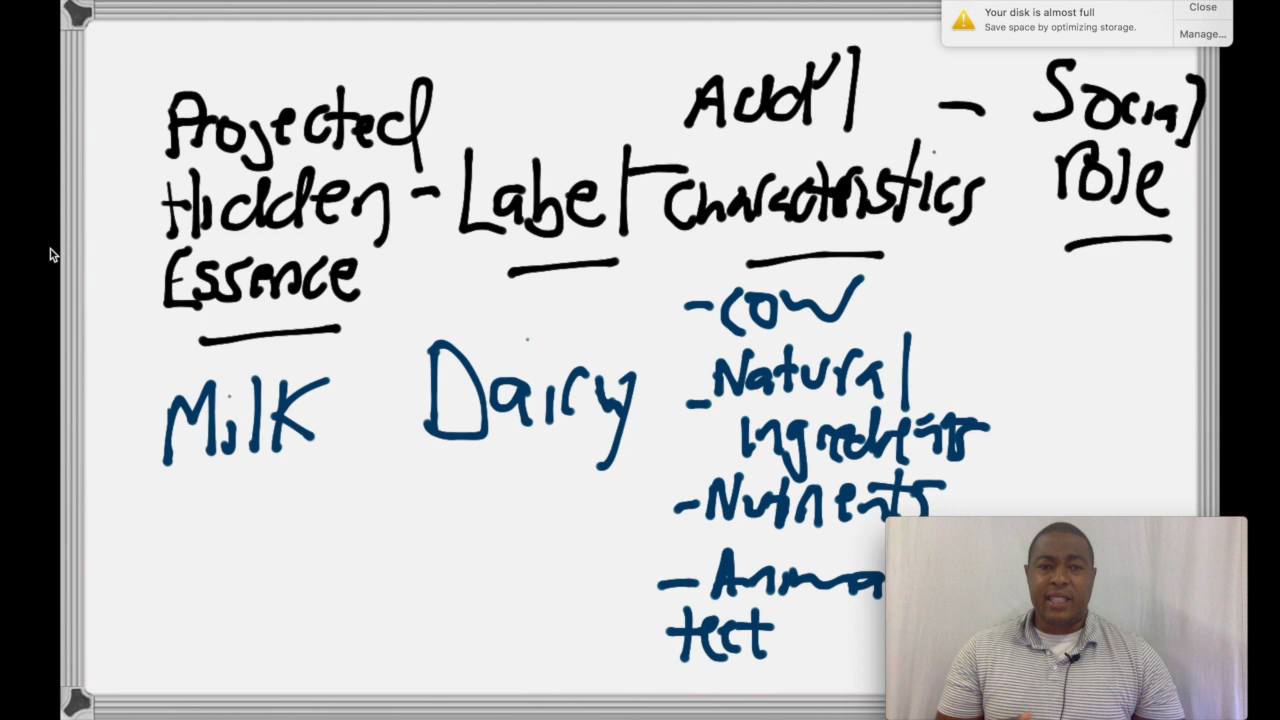 Your disk is almost full
Save space by optimizing storage.
Close
Manage...
Projected
Hidden - Label -
Essence
Add'l
Characteristics
- Social
role
Milk
Dairy
- Cow
- Natural
Ingredients
- Nutrients
- Anima
test